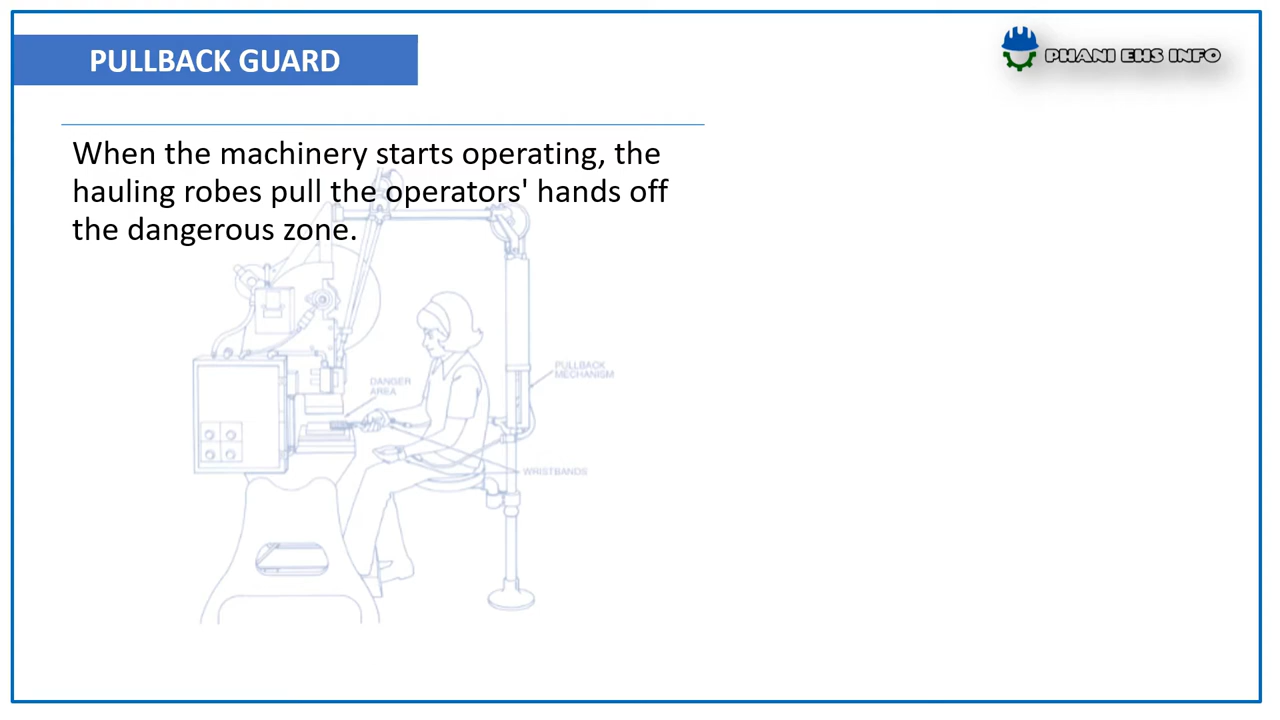 PULLBACK GUARD
PHANI EHS INFO
When the machinery starts operating, the
hauling robes pull the operators' hands off
the dangerous zone.
PULLBACK
MECHANISM
DANGER
AREA
WRISTBANDS